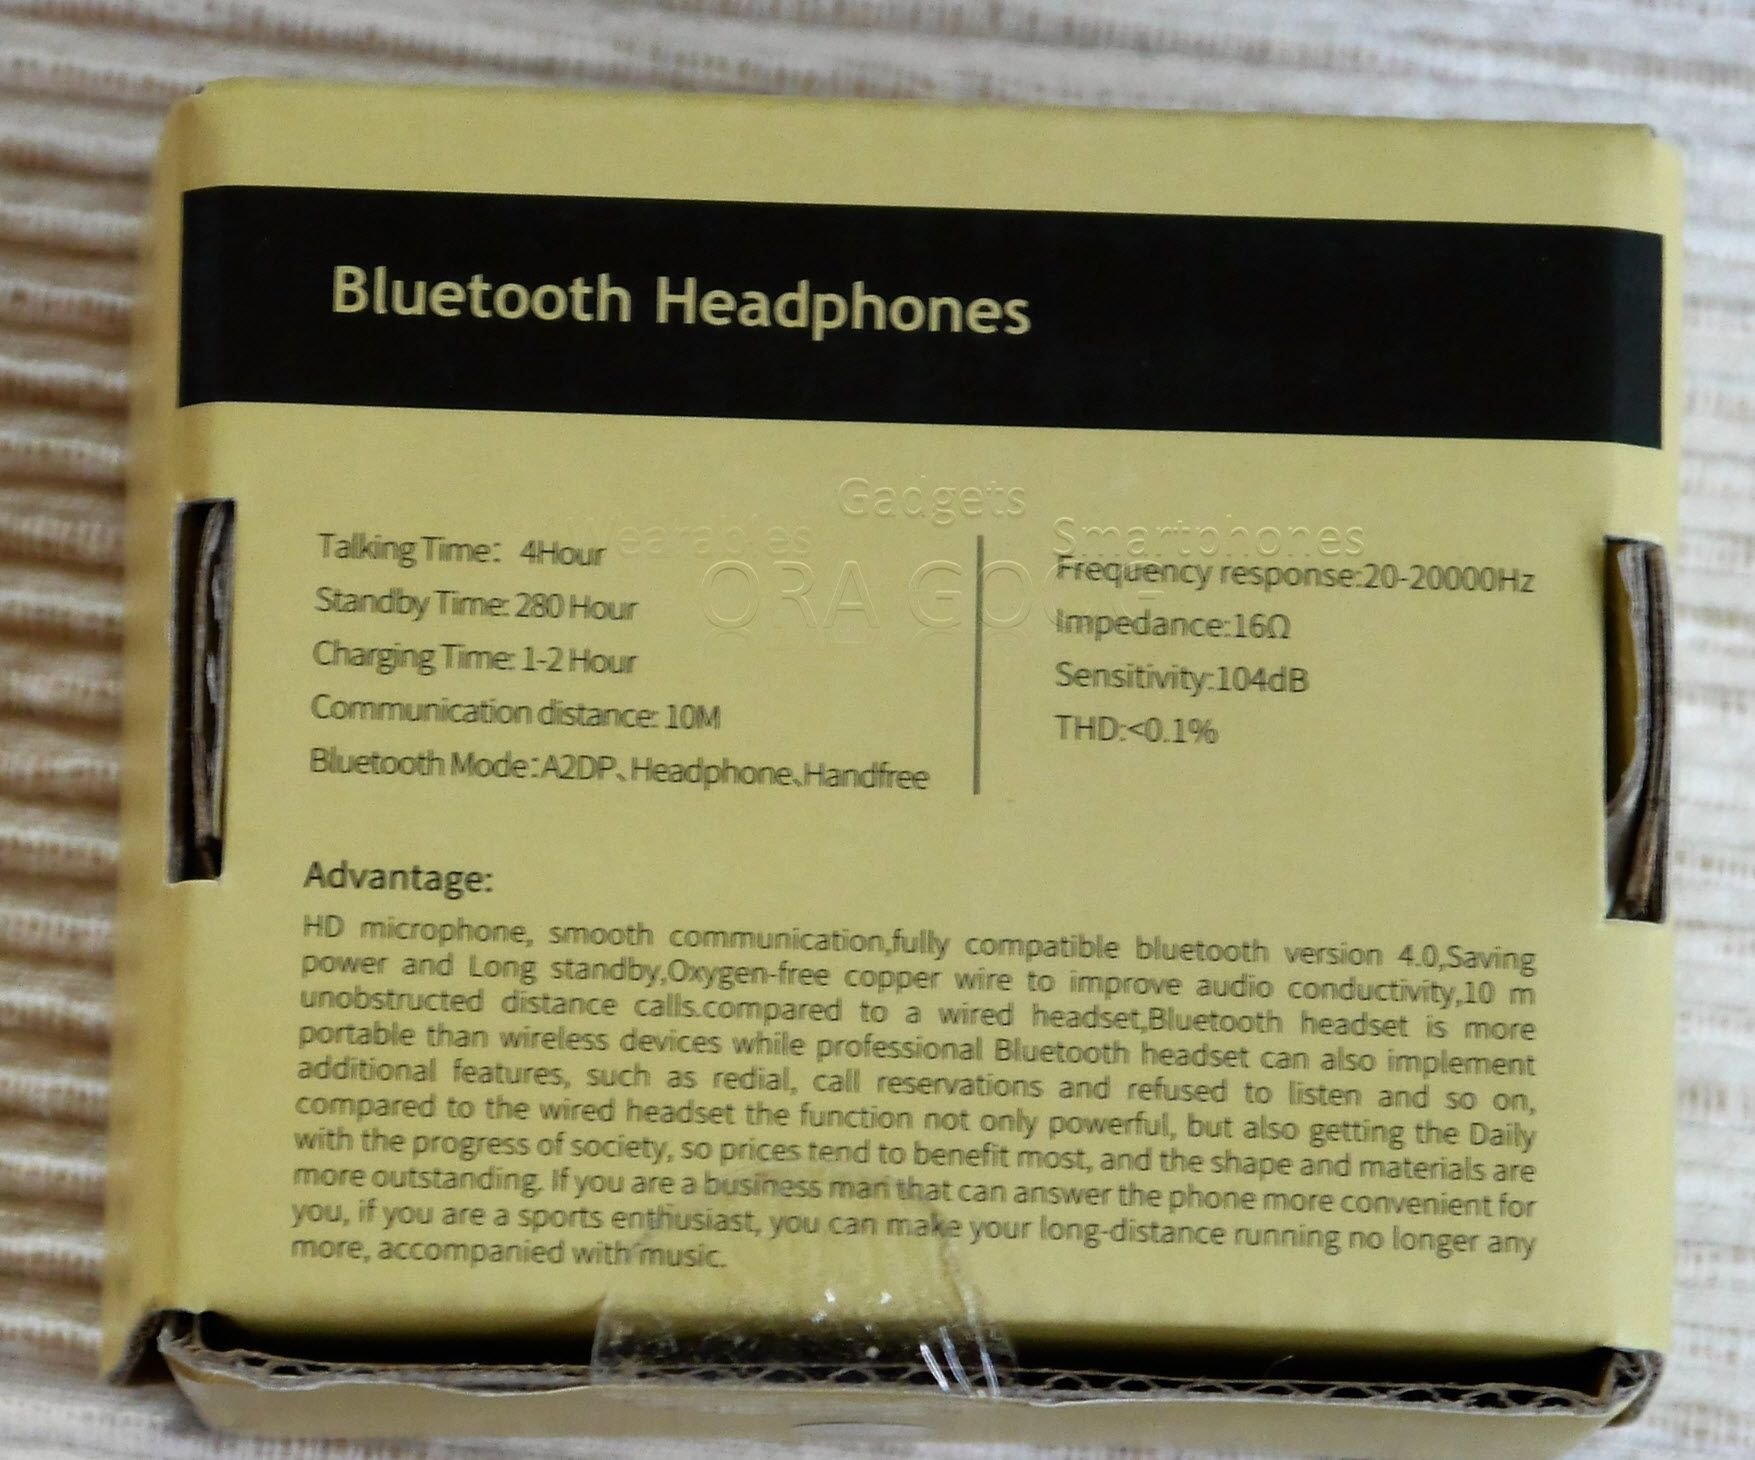 Bluetooth Headphones
Gadgets
Wearables
Smartphones
Talking Time: 4Hour
Standby Time: 280 Hour
Charging Time: 1-2 Hour
Communication distance: 10M
Bluetooth Mode:A2DP、Headphone、Handfree
Frequency response:20-20000Hz
Impedance:16Ω
Sensitivity:104dB
THD:<0.1%
Advantage:
HD microphone, smooth communication,fully compatible bluetooth version 4.0,Saving
power and Long standby,Oxygen-free copper wire to improve audio conductivity,10 m
unobstructed distance calls.compared to a wired headset,Bluetooth headset is more
portable than wireless devices while professional Bluetooth headset can also implement
additional features, such as redial, call reservations and refused to listen and so on,
compared to the wired headset the function not only powerful, but also getting the Daily
with the progress of society, so prices tend to benefit most, and the shape and materials are
more outstanding. If you are a business man that can answer the phone more convenient for
you, if you are a sports enthusiast, you can make your long-distance running no longer any
more, accompanied with music.